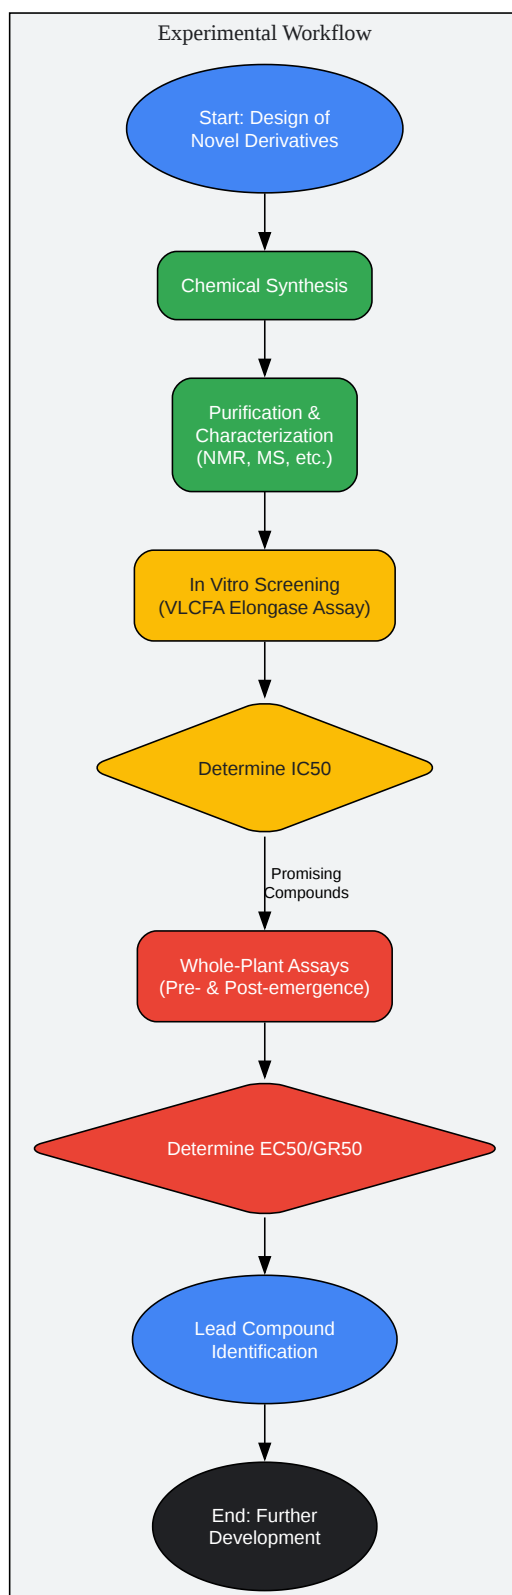 Experimental Workflow
Start: Design of
Novel Derivatives
Chemical Synthesis
Purification &
Characterization
(NMR, MS, etc.)
In Vitro Screening
(VLCFA Elongase Assay)
Determine IC50
Promising
Compounds
Whole-Plant Assays
(Pre- & Post-emergence)
Determine EC50/GR50
Lead Compound
Identification
End: Further
Development